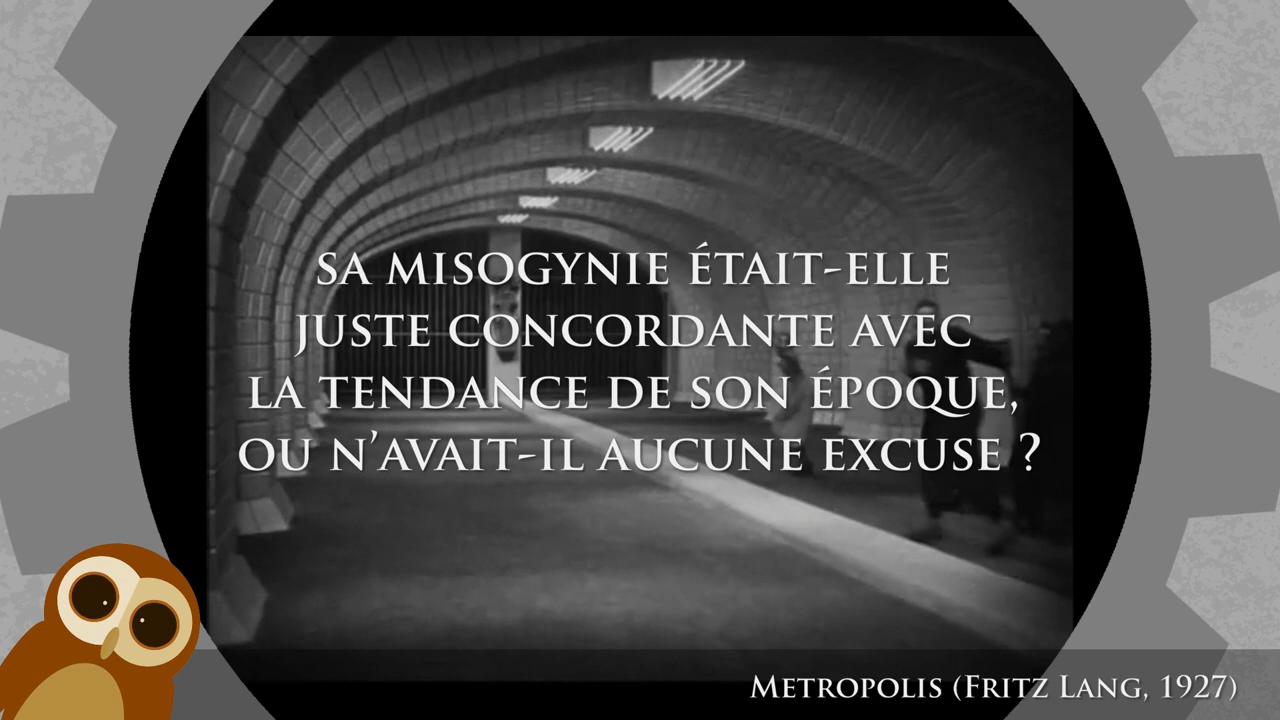 SA MISOGYNIE ÉTAIT-ELLE
JUSTE CONCORDANTE AVEC
LA TENDANCE DE SON ÉPOQUE,
OU N'AVAIT-IL AUCUNE EXCUSE ?
METROPOLIS (FRITZ LANG, 1927)